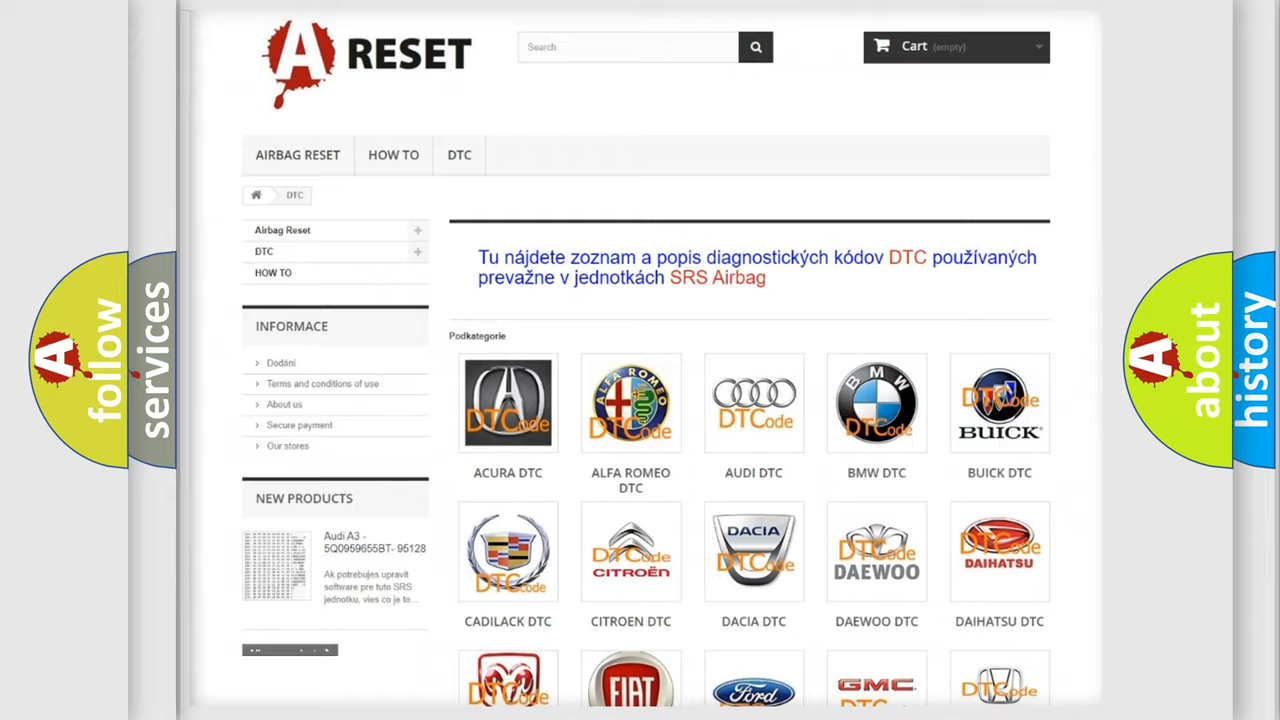 A RESET
Search
Cart (empty)
AIRBAG RESET
HOW TO
DTC
DTC
Airbag Reset
DTC
HOW TO
INFORMACE
Dodání
Terms and conditions of use
About us
Secure payment
Our stores
NEW PRODUCTS
Audi A3 -
5Q0959655BT- 95128
Ak potrebujes upravit
software pre tuto SRS
jednotku, vies co je to...
Tu nájdete zoznam a popis diagnostických kódov DTC používaných
prevažne v jednotkách SRS Airbag
Podkategorie
DTCode
ACURA DTC
ALFA ROMEO
DTCode
ALFA ROMEO
DTC
DTCode
AUDI DTC
BMW
DTCode
BMW DTC
DTCode
BUICK
BUICK DTC
DTCode
CADILACK DTC
DTCode
CITROËN
CITROEN DTC
DACIA
DTCode
DACIA DTC
DTCode
DAEWOO
DAEWOO DTC
DTCode
DAIHATSU
DAIHATSU DTC
DTCode
FIAT
Ford
GMC
DTCode
A follow
services
A about
history